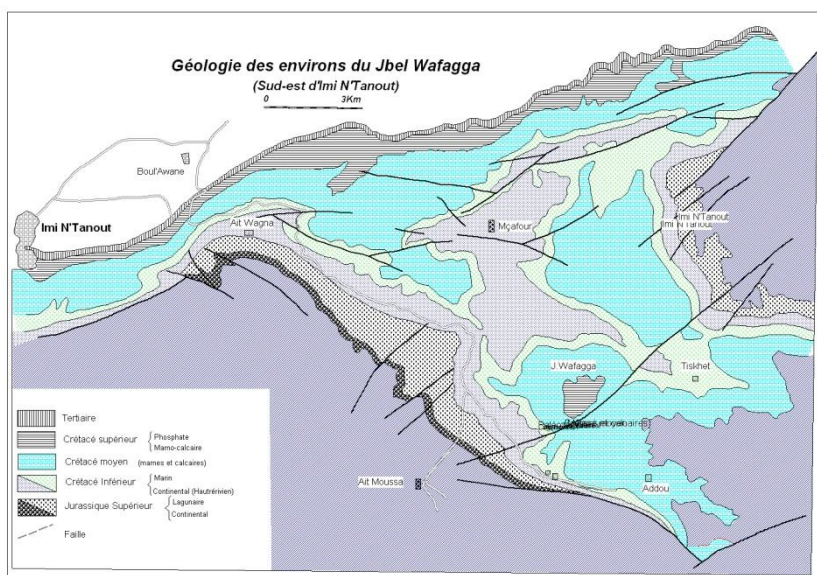 Géologie des environs du Jbel Wafagga
(Sud-est d'Imi N'Tanout)
0 3Km
Boul'Awane
Imi N'Tanout
Ait Wagna
Mçafour
Imi N'Tanout
Imi N'Tanout
J.Wafagga
Tiskhet
Ait Moussa
Addou
Tertiaire
Crétacé supérieur
Phosphate
Marno-calcaire
Crétacé moyen (marnes et calcaires)
Crétacé Inférieur
Marin
Continental (Hautrérivien)
Jurassique Supérieur
Lagunaire
Continental
Faille